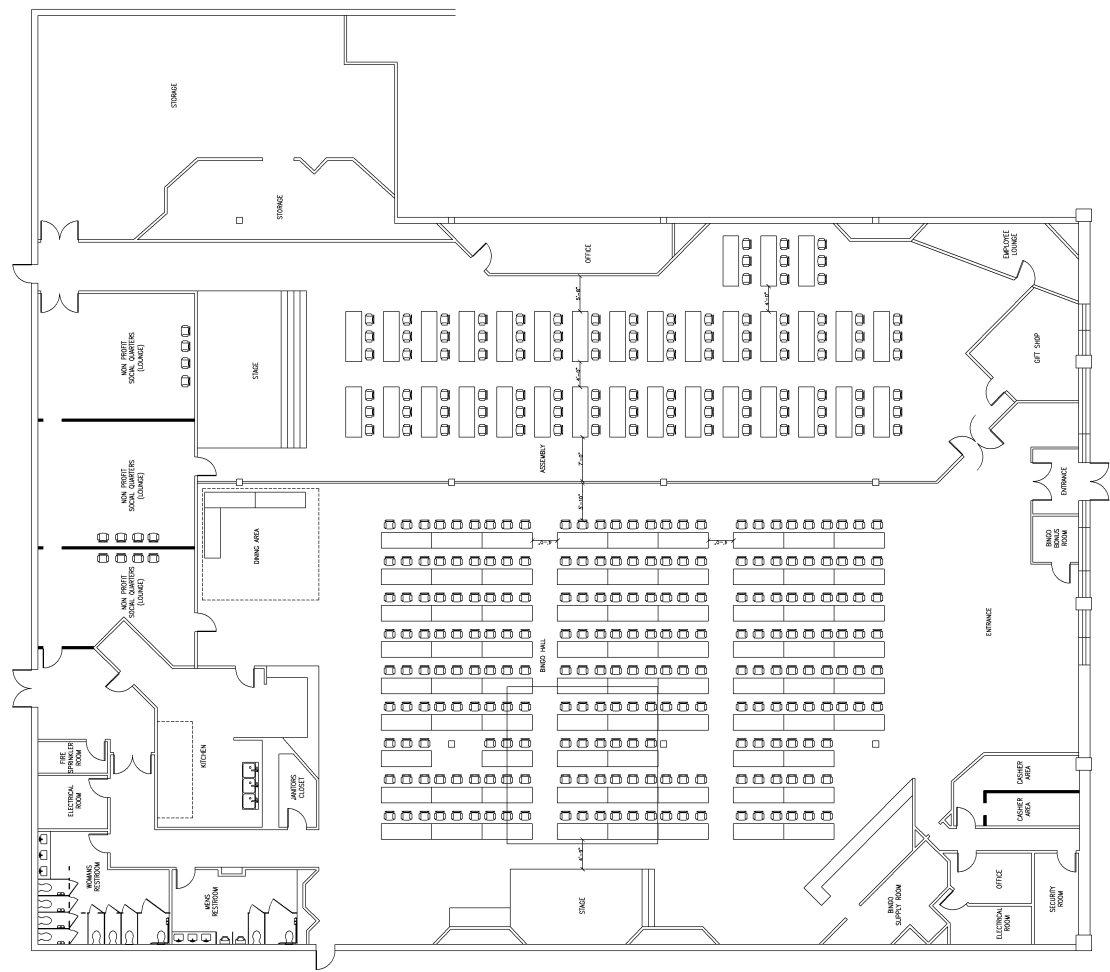 STORAGE
STORAGE
OFFICE
EMPLOYEE
LOUNGE
GIFT SHOP
NON PROFIT
SOCIAL QUARTERS
(LOUNGE)
STAGE
ASSEMBLY
NON PROFIT
SOCIAL QUARTERS
(LOUNGE)
ENTRANCE
DINING AREA
BINGO
BONUS
ROOM
NON PROFIT
SOCIAL QUARTERS
(LOUNGE)
ENTRANCE
BINGO HALL
KITCHEN
FIRE
SPRINKLER
ROOM
JANITORS
CLOSET
ELECTRICAL
ROOM
CASHIER
AREA
CASHIER
AREA
WOMANS
RESTROOM
MENS
RESTROOM
STAGE
BINGO
SUPPLY ROOM
OFFICE
SECURITY
ROOM
ELECTRICAL
ROOM